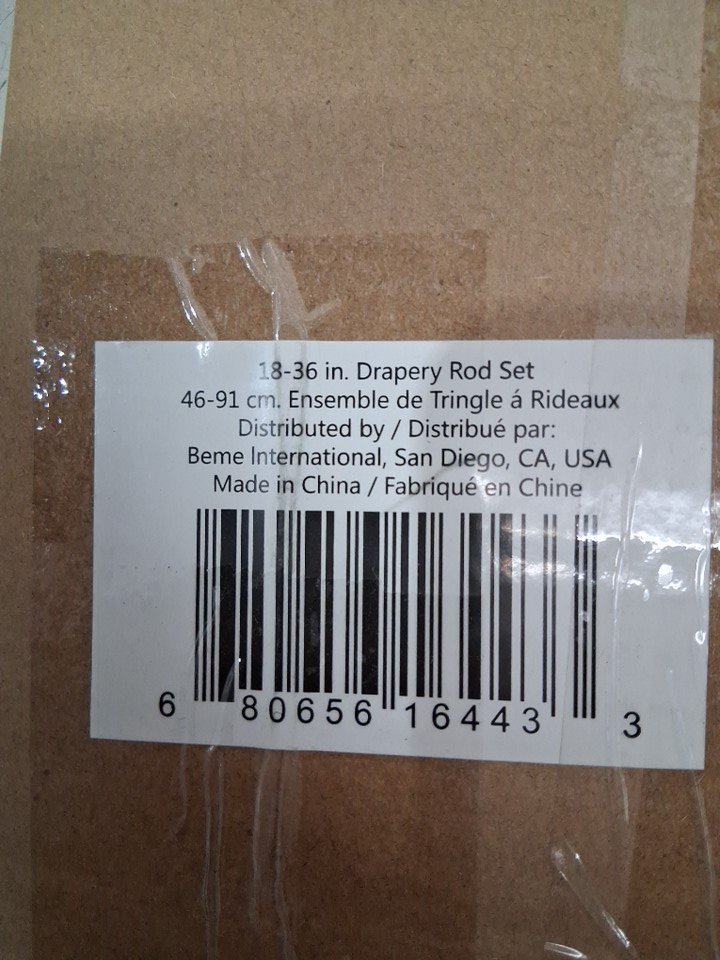 18-36 in. Drapery Rod Set
46-91 cm. Ensemble de Tringle á Rideaux
Distributed by / Distribué par:
Beme International, San Diego, CA, USA
Made in China / Fabriqué en Chine
6 80656 16443 3